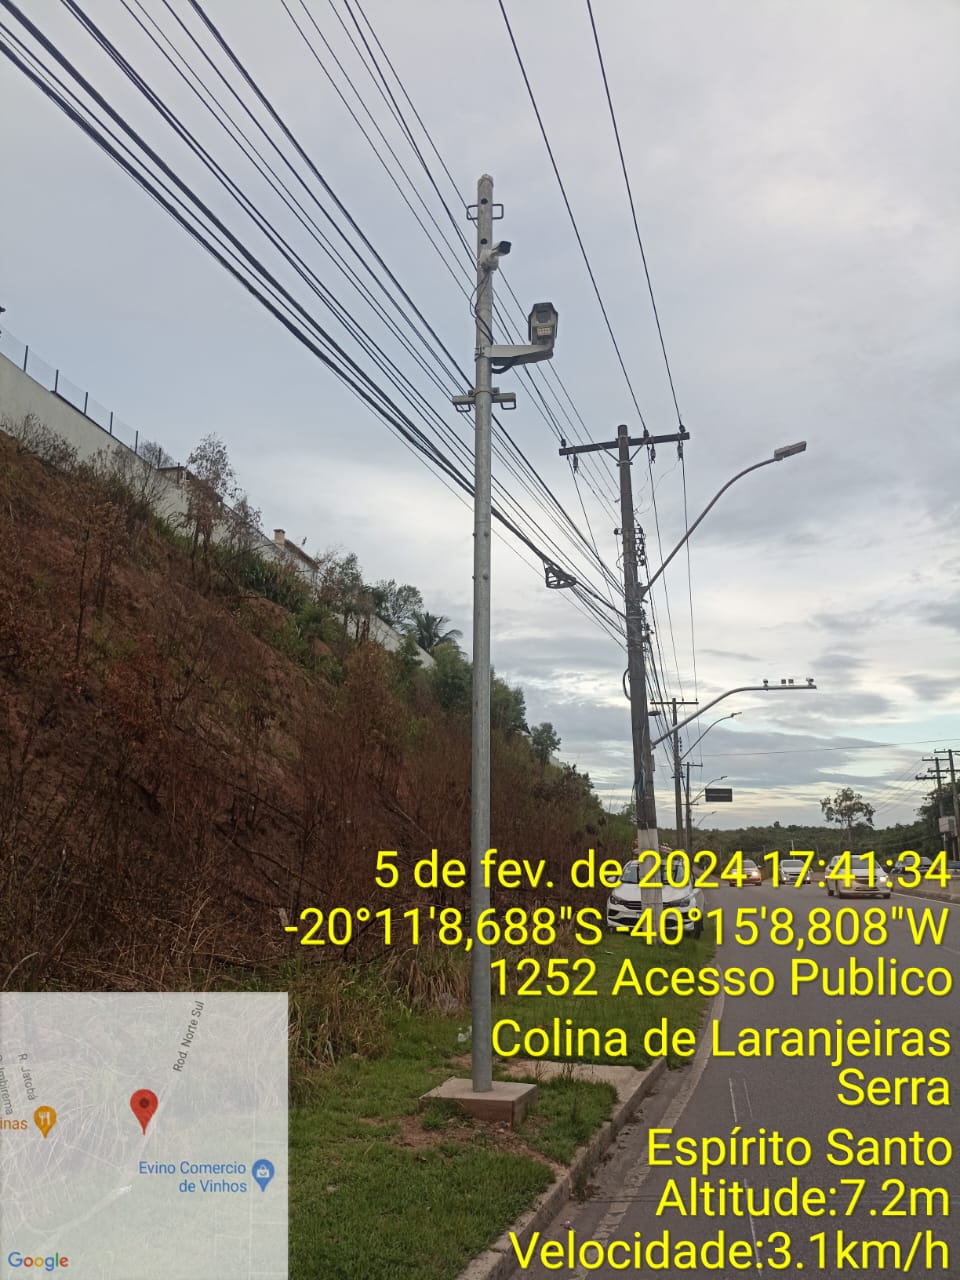 5 de fev. de 2024 17:41:34
-20°11'8,688"S -40°15'8,808"W
1252 Acesso Publico
Colina de Laranjeiras
Serra
Espírito Santo
Altitude:7.2m
Velocidade:3.1km/h
Rod. Norte Sul
R. Jatobá
inas
Evino Comercio
de Vinhos
Google